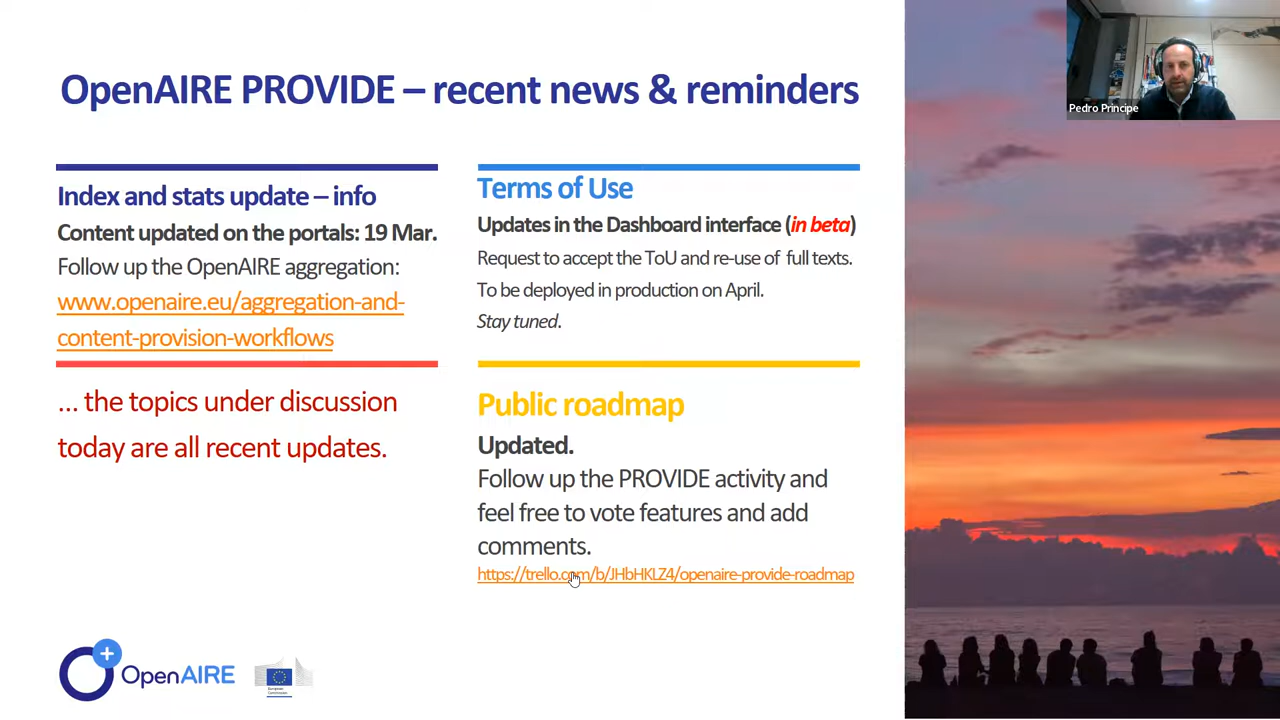 OpenAIRE PROVIDE – recent news & reminders
Pedro Principe
Index and stats update – info
Content updated on the portals: 19 Mar.
Follow up the OpenAIRE aggregation:
www.openaire.eu/aggregation-and-
content-provision-workflows
... the topics under discussion
today are all recent updates.
Terms of Use
Updates in the Dashboard interface (in beta)
Request to accept the ToU and re-use of full texts.
To be deployed in production on April.
Stay tuned.
Public roadmap
Updated.
Follow up the PROVIDE activity and
feel free to vote features and add
comments.
https://trello.com/b/JHbHKLZ4/openaire-provide-roadmap
OpenAIRE
European
Commission